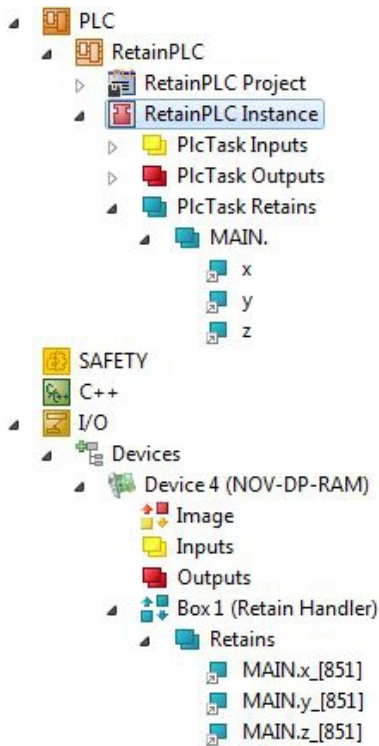 PLC
RetainPLC
RetainPLC Project
RetainPLC Instance
PlcTask Inputs
PlcTask Outputs
PlcTask Retains
MAIN.
x
y
z
SAFETY
C++
I/O
Devices
Device 4 (NOV-DP-RAM)
Image
Inputs
Outputs
Box 1 (Retain Handler)
Retains
MAIN.x_[851]
MAIN.y_[851]
MAIN.z_[851]